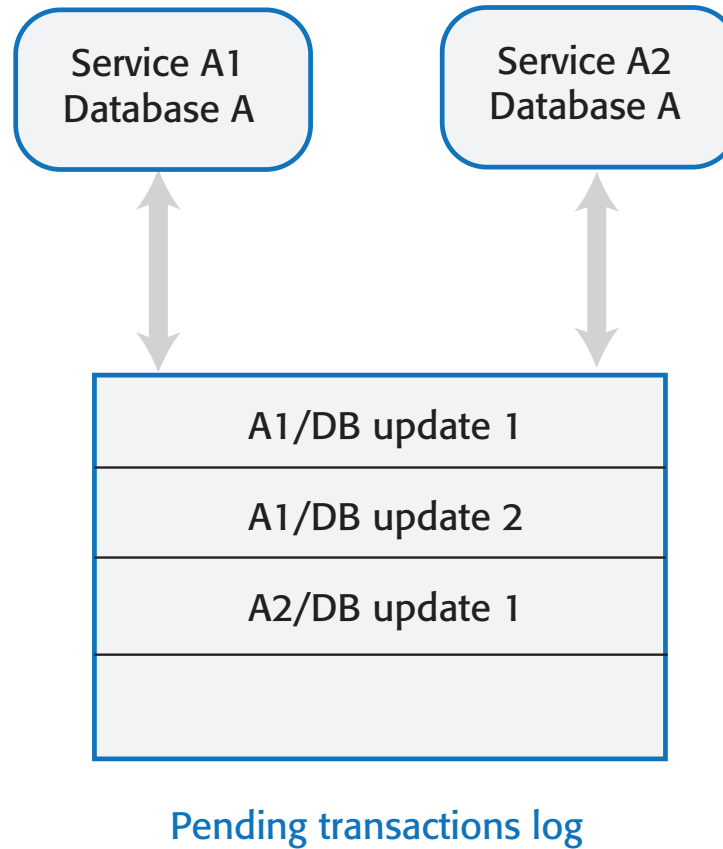 Service A1
Database A
Service A2
Database A
A1/DB update 1
A1/DB update 2
A2/DB update 1
Pending transactions log